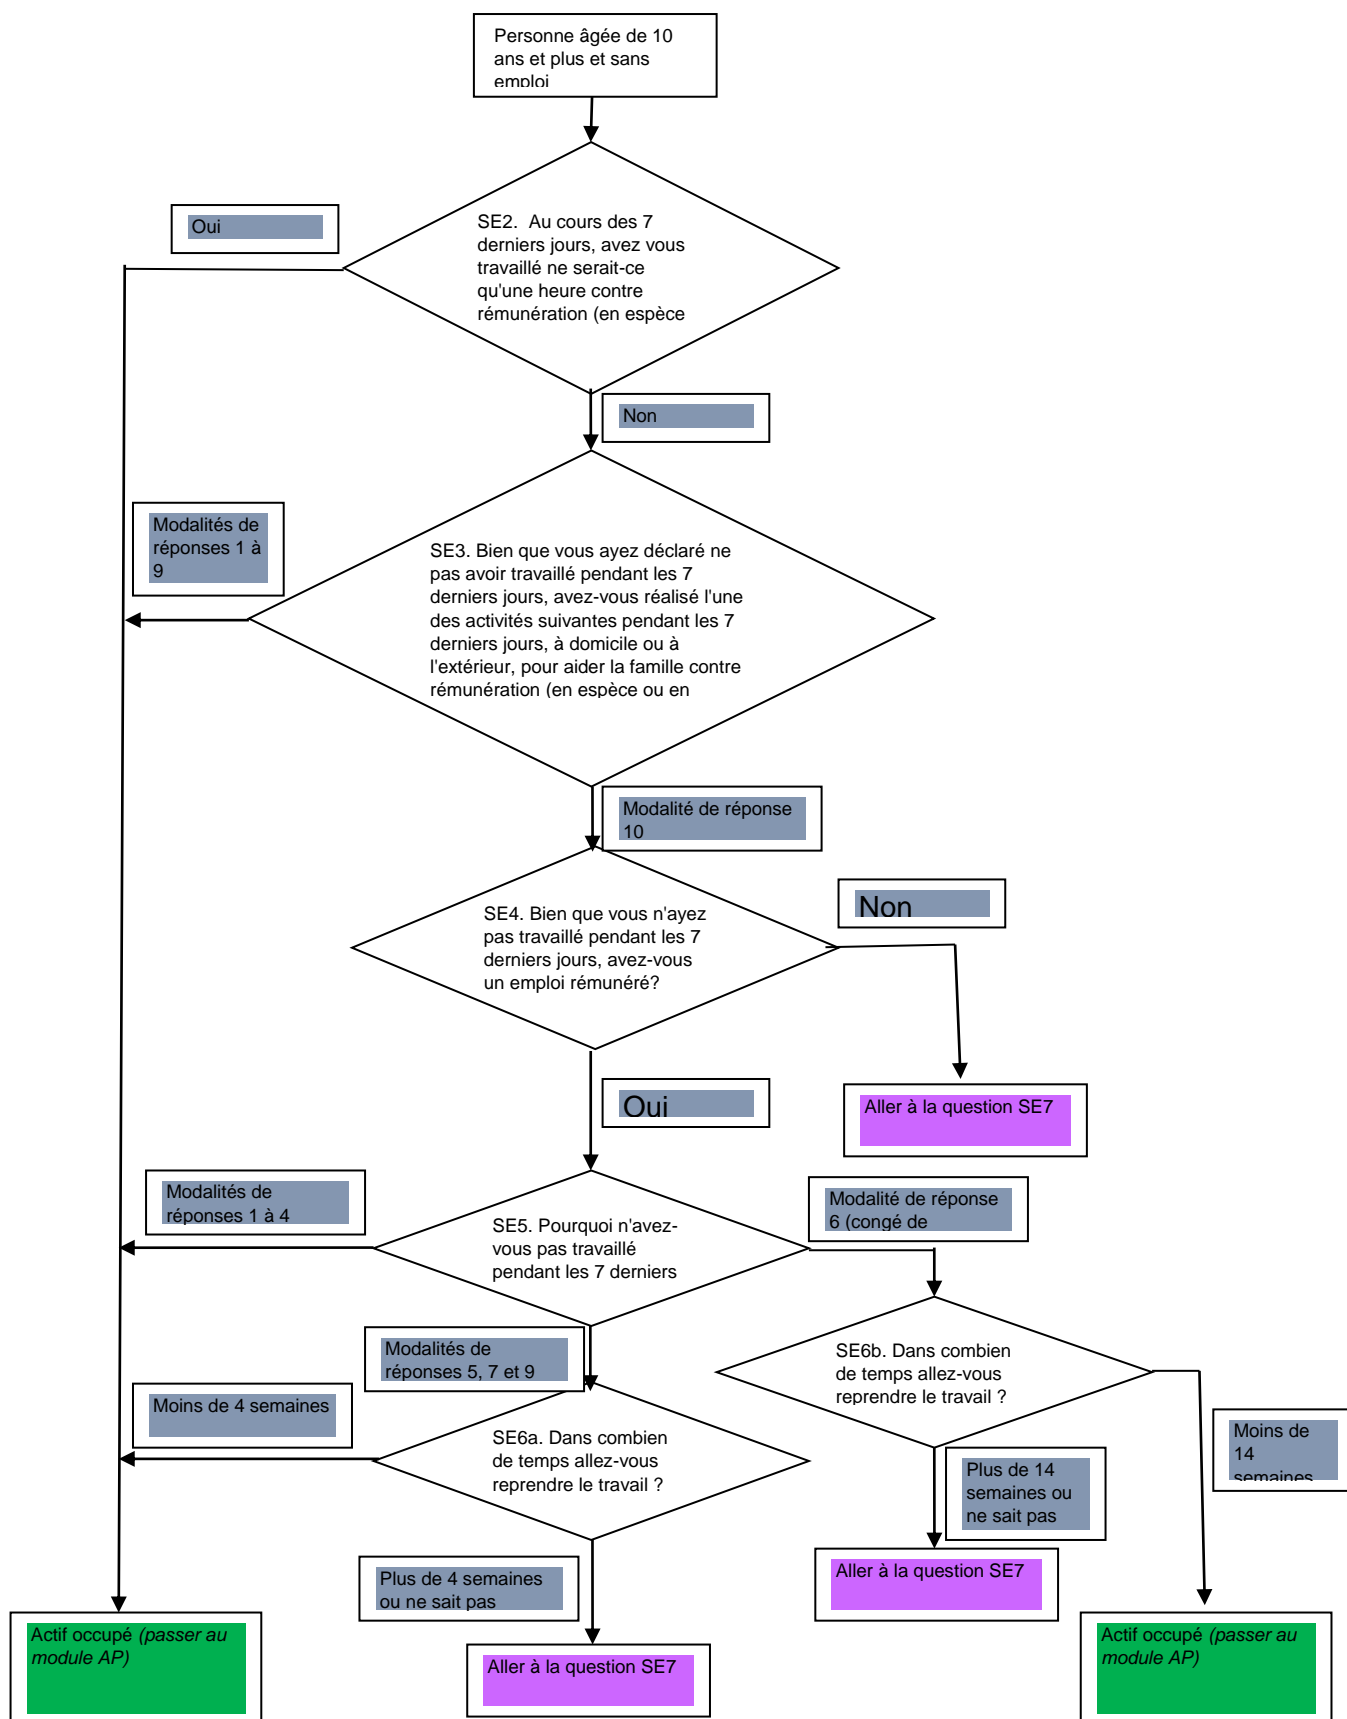 Personne âgée de 10
ans et plus et sans
emploi
Oui
SE2. Au cours des 7
derniers jours, avez vous
travaillé ne serait-ce
qu'une heure contre
rémunération (en espèce
Non
Modalités de
réponses 1 à
9
SE3. Bien que vous ayez déclaré ne
pas avoir travaillé pendant les 7
derniers jours, avez-vous réalisé l'une
des activités suivantes pendant les 7
derniers jours, à domicile ou à
l'extérieur, pour aider la famille contre
rémunération (en espèce ou en
Modalité de réponse
10
Non
SE4. Bien que vous n'ayez
pas travaillé pendant les 7
derniers jours, avez-vous
un emploi rémunéré?
Oui
Aller à la question SE7
Modalités de
réponses 1 à 4
Modalité de réponse
6 (congé de
SE5. Pourquoi n'avez-
vous pas travaillé
pendant les 7 derniers
Modalités de
réponses 5, 7 et 9
SE6b. Dans combien
de temps allez-vous
reprendre le travail ?
Moins de 4 semaines
SE6a. Dans combien
de temps allez-vous
reprendre le travail ?
Moins de
14
semaines
Plus de 14
semaines ou
ne sait pas
Plus de 4 semaines
ou ne sait pas
Aller à la question SE7
Actif occupé (passer au
module AP)
Aller à la question SE7
Actif occupé (passer au
module AP)